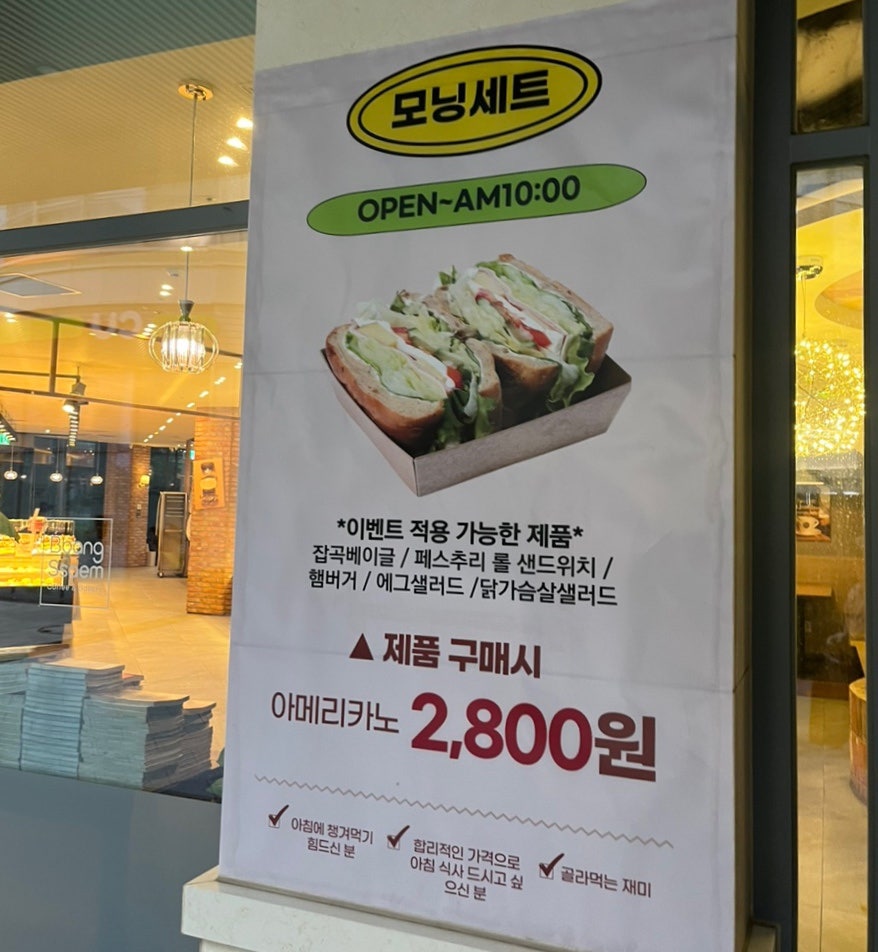 모닝세트
OPEN~AM10:00
*이벤트 적용 가능한 제품*
잡곡베이글 / 페스추리 롤 샌드위치 /
햄버거 / 에그샐러드 /닭가슴살샐러드
▲ 제품 구매시
아메리카노 2,800원
아침에 챙겨먹기
힘드신 분
합리적인 가격으로
아침 식사 드시고 싶
으신 분
골라먹는 재미
CU
Bbang
Ssaem